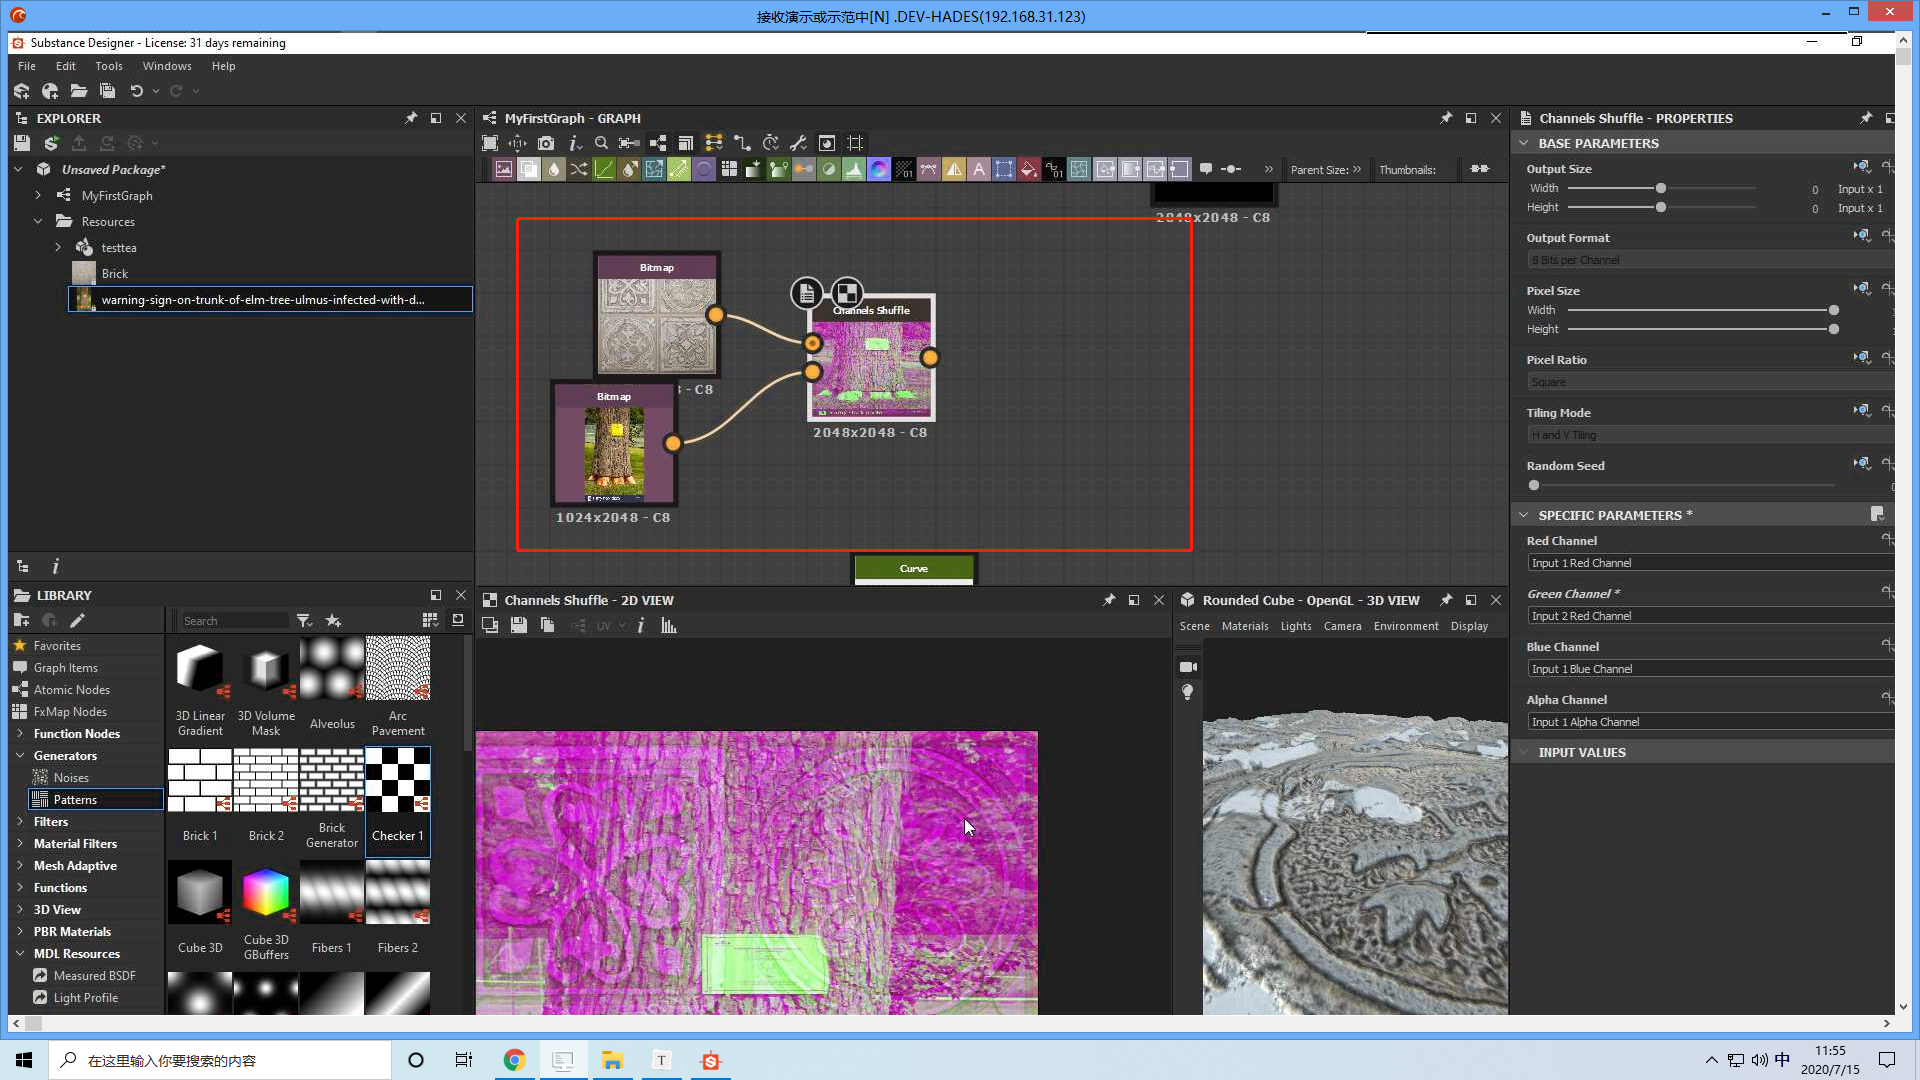 接收演示或示范中[N] .DEV-HADES(192.168.31.123)
Substance Designer - License: 31 days remaining
File Edit Tools Windows Help
EXPLORER
Unsaved Package*
MyFirstGraph
Resources
testtea
Brick
warning-sign-on-trunk-of-elm-tree-ulmus-infected-with-d...
MyFirstGraph - GRAPH
Parent Size: Thumbnails:
2048x2048 - C8
Bitmap
Channels Shuffle
- C8
Bitmap
2048x2048 - C8
1024x2048 - C8
Curve
Channels Shuffle - PROPERTIES
BASE PARAMETERS
Output Size
Width 0 Input x 1
Height 0 Input x 1
Output Format
8 Bits per Channel
Pixel Size
Width
Height
Pixel Ratio
Square
Tiling Mode
H and V Tiling
Random Seed
SPECIFIC PARAMETERS *
Red Channel
Input 1 Red Channel
Green Channel *
Input 2 Red Channel
Blue Channel
Input 1 Blue Channel
Alpha Channel
Input 1 Alpha Channel
INPUT VALUES
LIBRARY
Search
Favorites
Graph Items
Atomic Nodes
FxMap Nodes
Function Nodes
Generators
Noises
Patterns
Filters
Material Filters
Mesh Adaptive
Functions
3D View
PBR Materials
MDL Resources
Measured BSDF
Light Profile
3D Linear Gradient
3D Volume Mask
Alveolus
Arc Pavement
Brick 1
Brick 2
Brick Generator
Checker 1
Cube 3D
Cube 3D GBuffers
Fibers 1
Fibers 2
Channels Shuffle - 2D VIEW
UV
Rounded Cube - OpenGL - 3D VIEW
Scene Materials Lights Camera Environment Display
在这里输入你要搜索的内容
中
11:55
2020/7/15